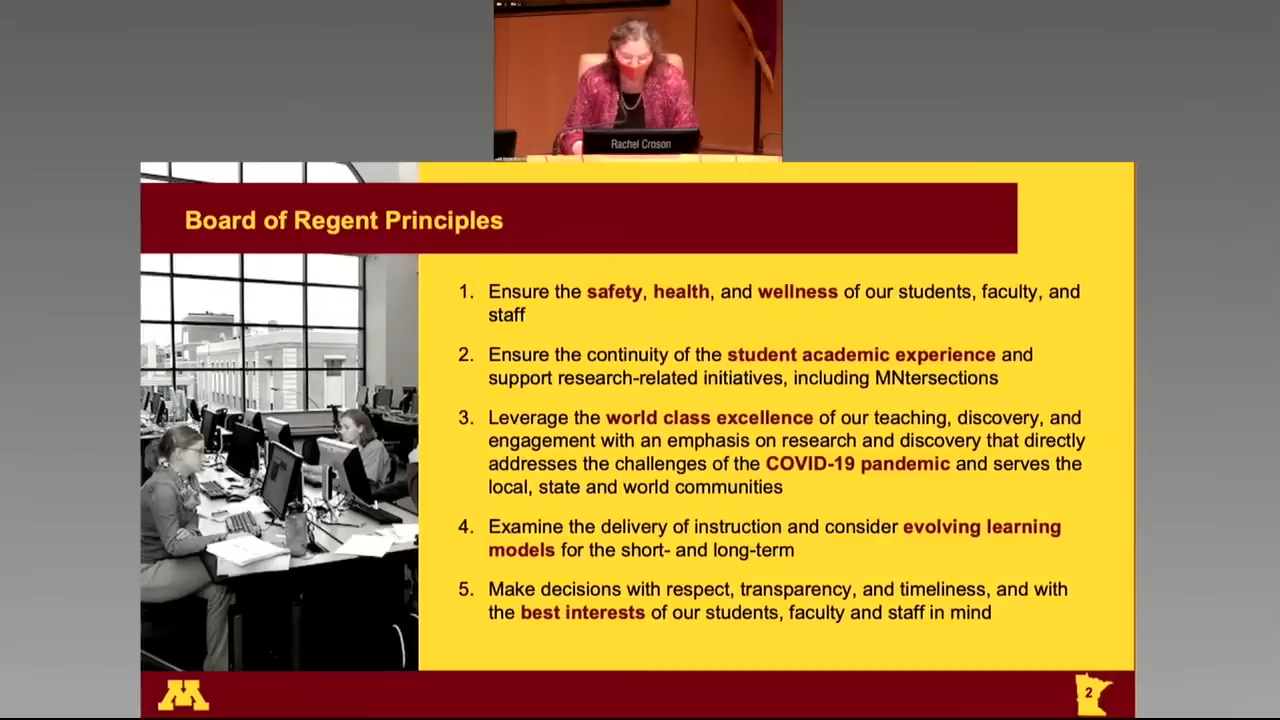 Rachel Croson
Board of Regent Principles
1. Ensure the safety, health, and wellness of our students, faculty, and
staff
2. Ensure the continuity of the student academic experience and
support research-related initiatives, including MNtersections
3. Leverage the world class excellence of our teaching, discovery, and
engagement with an emphasis on research and discovery that directly
addresses the challenges of the COVID-19 pandemic and serves the
local, state and world communities
4. Examine the delivery of instruction and consider evolving learning
models for the short- and long-term
5. Make decisions with respect, transparency, and timeliness, and with
the best interests of our students, faculty and staff in mind
M
2